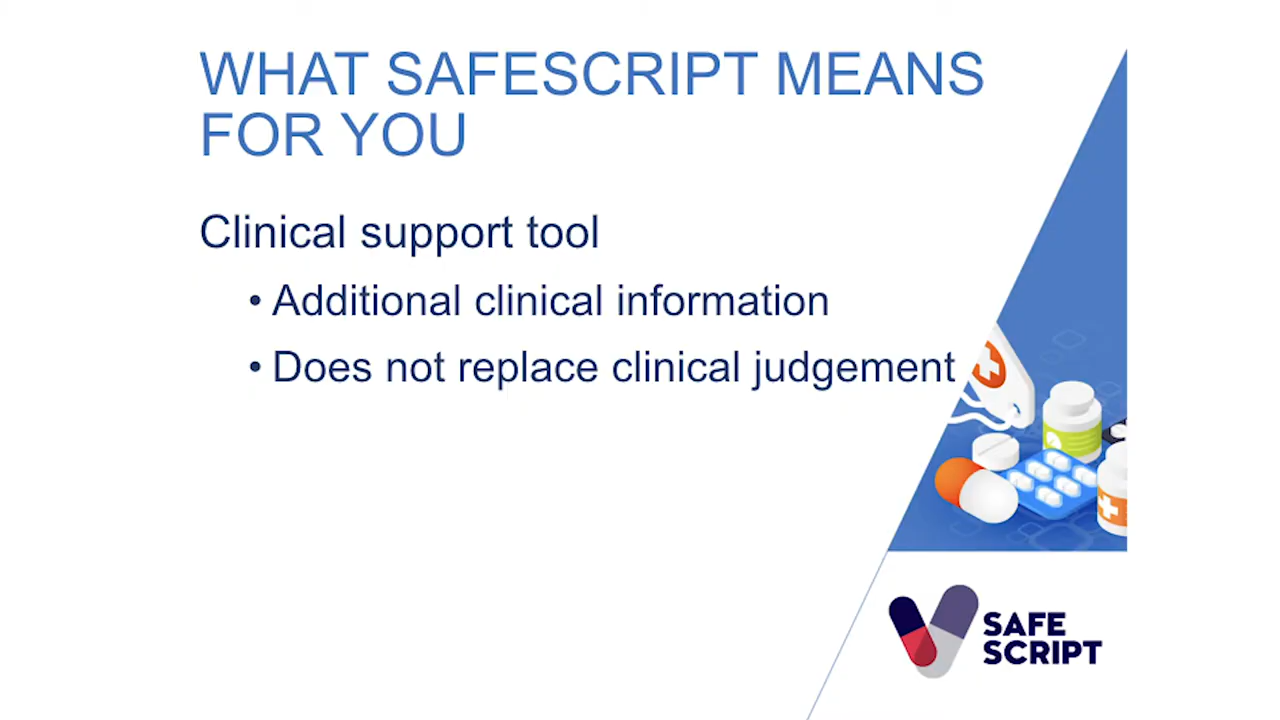 WHAT SAFESCRIPT MEANS
FOR YOU
Clinical support tool
• Additional clinical information
• Does not replace clinical judgement
SAFE
SCRIPT